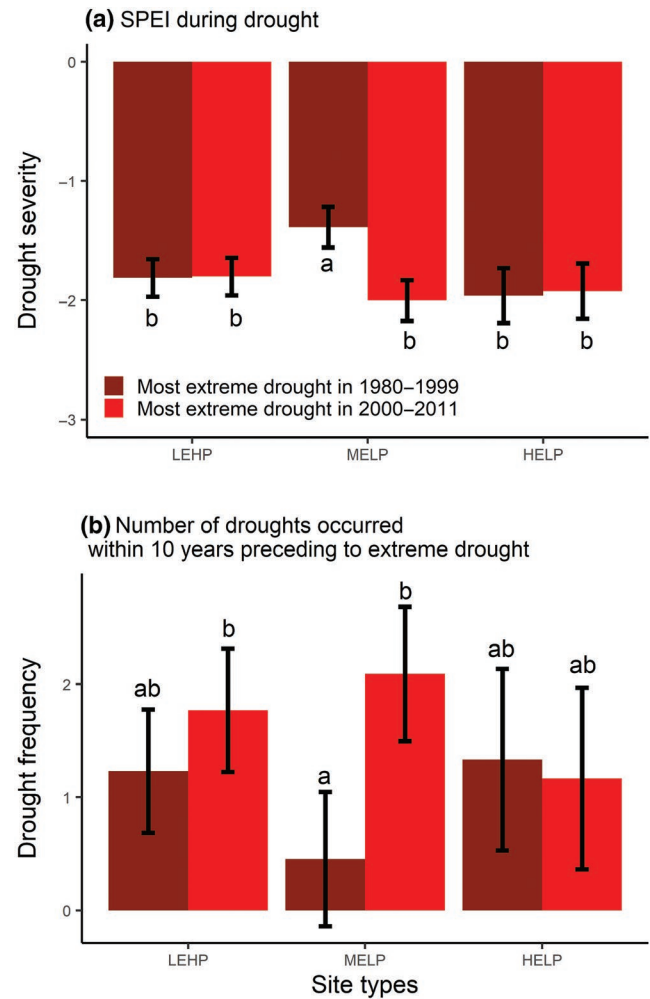 (a) SPEI during drought
Drought severity
0
−1
−2
−3
b
b
a
b
b
b
Most extreme drought in 1980−1999
Most extreme drought in 2000−2011
LEHP
MELP
HELP
(b) Number of droughts occurred
within 10 years preceding to extreme drought
Drought frequency
2
1
0
ab
b
a
b
ab
ab
LEHP
MELP
HELP
Site types